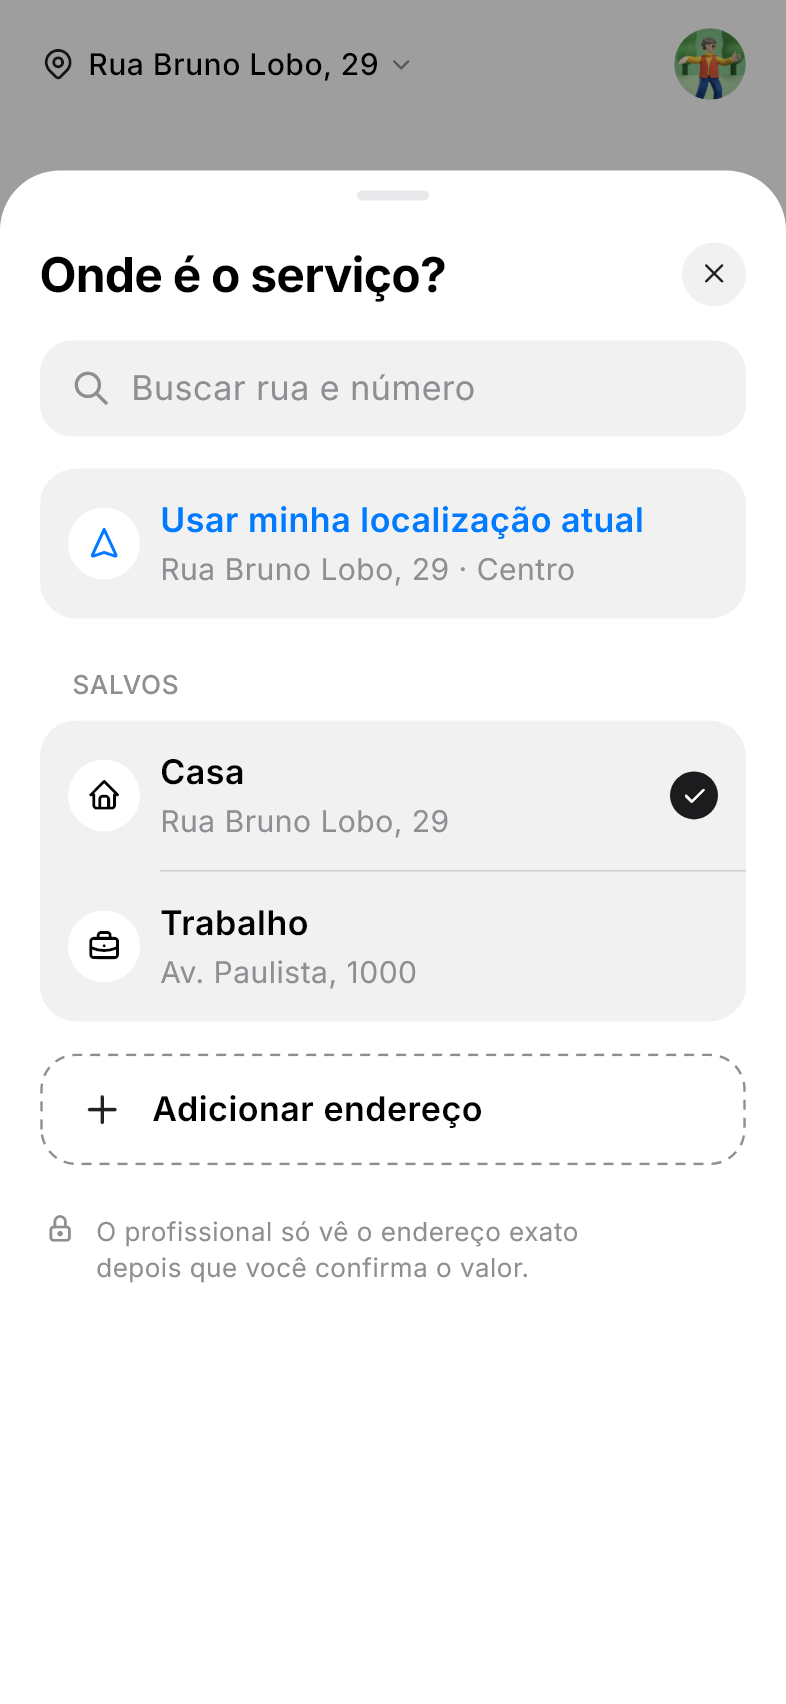 Rua Bruno Lobo, 29
Onde é o serviço?
Buscar rua e número
Usar minha localização atual
Rua Bruno Lobo, 29 · Centro
SALVOS
Casa
Rua Bruno Lobo, 29
Trabalho
Av. Paulista, 1000
Adicionar endereço
O profissional só vê o endereço exato
depois que você confirma o valor.